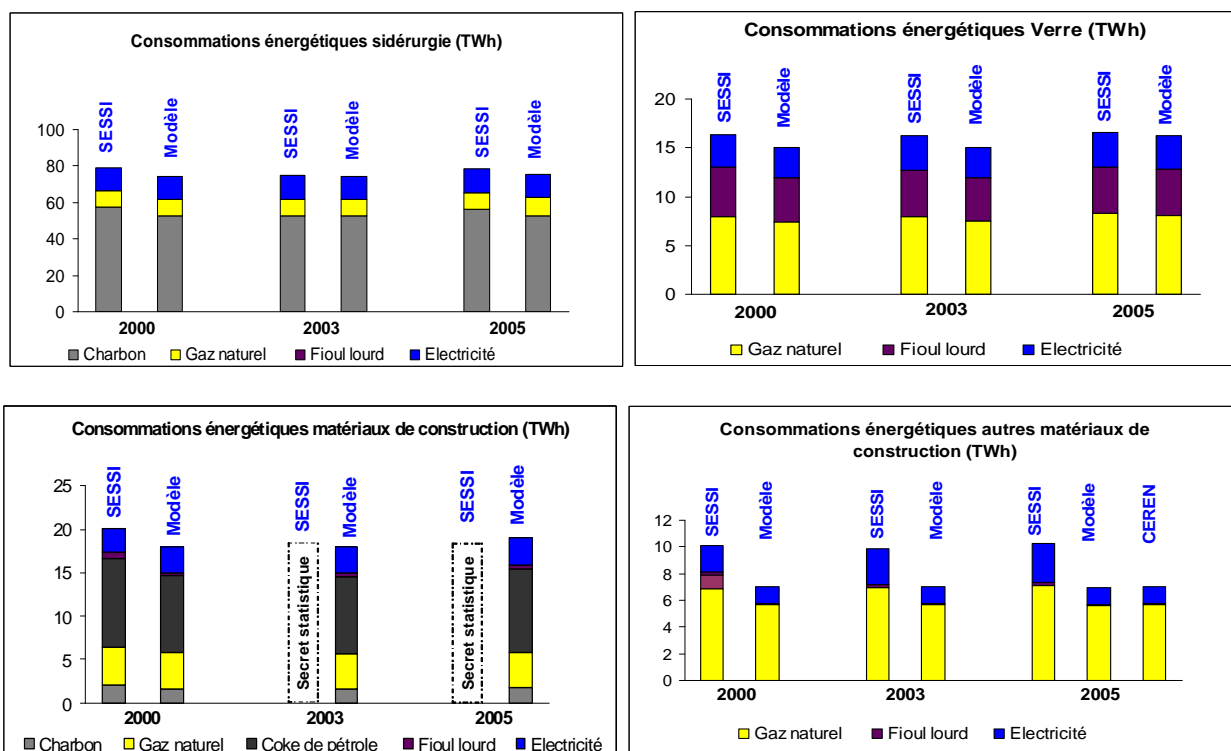 Consommations énergétiques sidérurgie (TWh)
SESSI
Modèle
SESSI
Modèle
SESSI
Modèle
100
80
60
40
20
0
2000
2003
2005
Charbon
Gaz naturel
Fioul lourd
Electricité
Consommations énergétiques Verre (TWh)
SESSI
Modèle
SESSI
Modèle
SESSI
Modèle
20
15
10
5
0
2000
2003
2005
Gaz naturel
Fioul lourd
Electricité
Consommations énergétiques matériaux de construction (TWh)
SESSI
Modèle
SESSI
Modèle
SESSI
Modèle
25
20
15
10
5
0
Secret statistique
Secret statistique
2000
2003
2005
Charbon
Gaz naturel
Coke de pétrole
Fioul lourd
Electricité
Consommations énergétiques autres matériaux de
construction (TWh)
SESSI
Modèle
SESSI
Modèle
SESSI
Modèle
CEREN
12
10
8
6
4
2
0
2000
2003
2005
Gaz naturel
Fioul lourd
Electricité